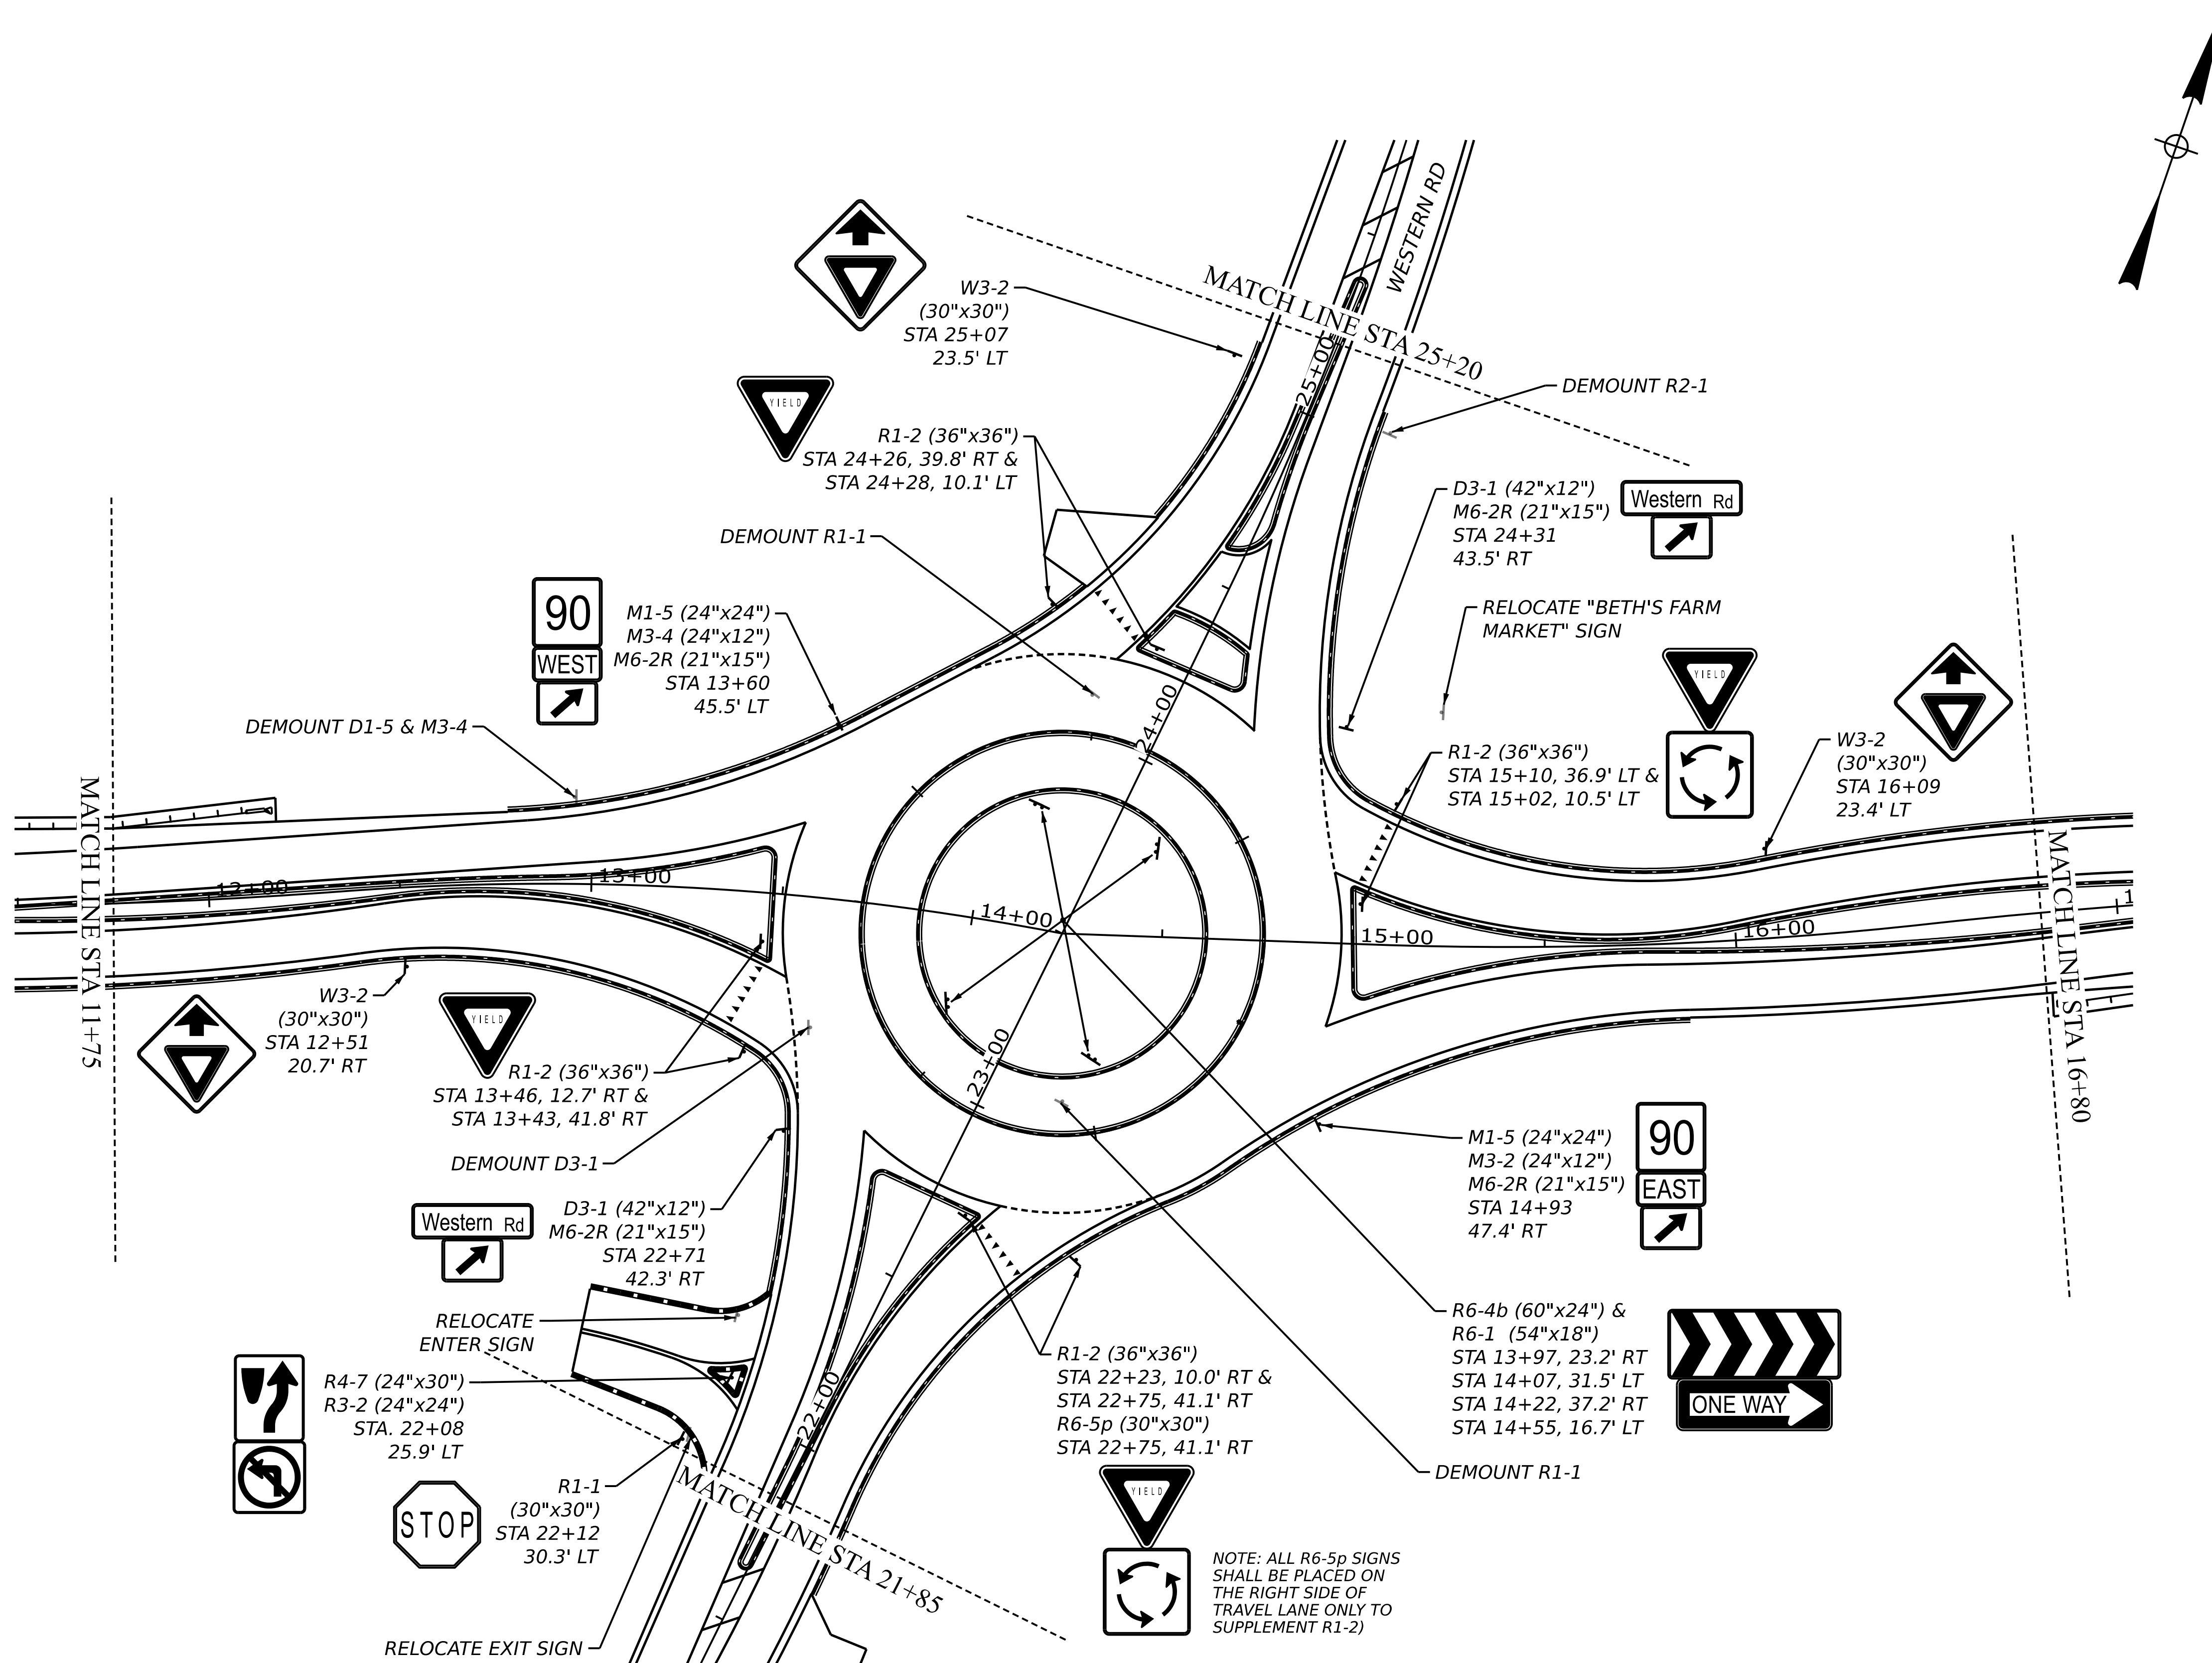 WESTERN RD
MATCH LINE STA 25+20
W3-2
(30"x30")
STA 25+07
23.5' LT
25+00
DEMOUNT R2-1
YIELD
R1-2 (36"x36")
STA 24+26, 39.8' RT &
STA 24+28, 10.1' LT
D3-1 (42"x12")
M6-2R (21"x15")
STA 24+31
43.5' RT
Western Rd
DEMOUNT R1-1
RELOCATE "BETH'S FARM
MARKET" SIGN
90
WEST
M1-5 (24"x24")
M3-4 (24"x12")
M6-2R (21"x15")
STA 13+60
45.5' LT
YIELD
24+00
DEMOUNT D1-5 & M3-4
R1-2 (36"x36")
STA 15+10, 36.9' LT &
STA 15+02, 10.5' LT
W3-2
(30"x30")
STA 16+09
23.4' LT
MATCH LINE STA 11+75
12+00
13+00
14+00
15+00
16+00
1
MATCH LINE STA 16+80
W3-2
(30"x30")
STA 12+51
20.7' RT
YIELD
R1-2 (36"x36")
STA 13+46, 12.7' RT &
STA 13+43, 41.8' RT
23+00
DEMOUNT D3-1
M1-5 (24"x24")
M3-2 (24"x12")
M6-2R (21"x15")
STA 14+93
47.4' RT
90
EAST
Western Rd
D3-1 (42"x12")
M6-2R (21"x15")
STA 22+71
42.3' RT
RELOCATE
ENTER SIGN
R4-7 (24"x30")
R3-2 (24"x24")
STA. 22+08
25.9' LT
22+00
R1-2 (36"x36")
STA 22+23, 10.0' RT &
STA 22+75, 41.1' RT
R6-5p (30"x30")
STA 22+75, 41.1' RT
R6-4b (60"x24") &
R6-1 (54"x18")
STA 13+97, 23.2' RT
STA 14+07, 31.5' LT
STA 14+22, 37.2' RT
STA 14+55, 16.7' LT
ONE WAY
DEMOUNT R1-1
STOP
R1-1
(30"x30")
STA 22+12
30.3' LT
MATCH LINE STA 21+85
YIELD
NOTE: ALL R6-5p SIGNS
SHALL BE PLACED ON
THE RIGHT SIDE OF
TRAVEL LANE ONLY TO
SUPPLEMENT R1-2)
RELOCATE EXIT SIGN